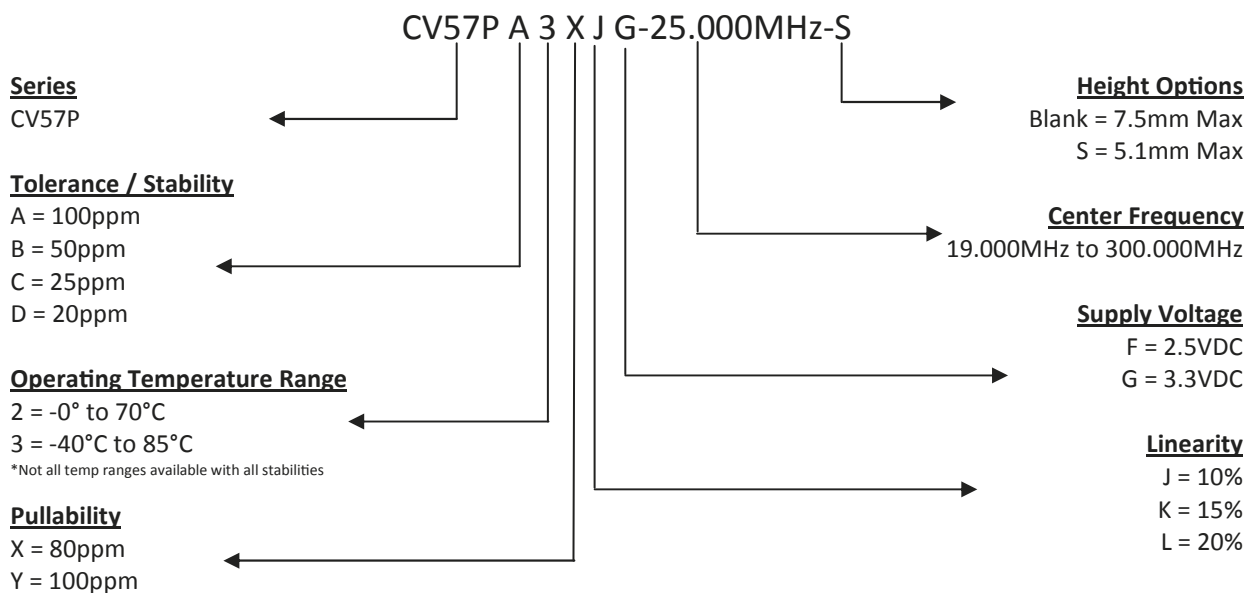 CV57P A 3 X J G-25.000MHz-S
Series
CV57P
Tolerance / Stability
A = 100ppm
B = 50ppm
C = 25ppm
D = 20ppm
Operating Temperature Range
2 = -0° to 70°C
3 = -40°C to 85°C
*Not all temp ranges available with all stabilities
Pullability
X = 80ppm
Y = 100ppm
Height Options
Blank = 7.5mm Max
S = 5.1mm Max
Center Frequency
19.000MHz to 300.000MHz
Supply Voltage
F = 2.5VDC
G = 3.3VDC
Linearity
J = 10%
K = 15%
L = 20%